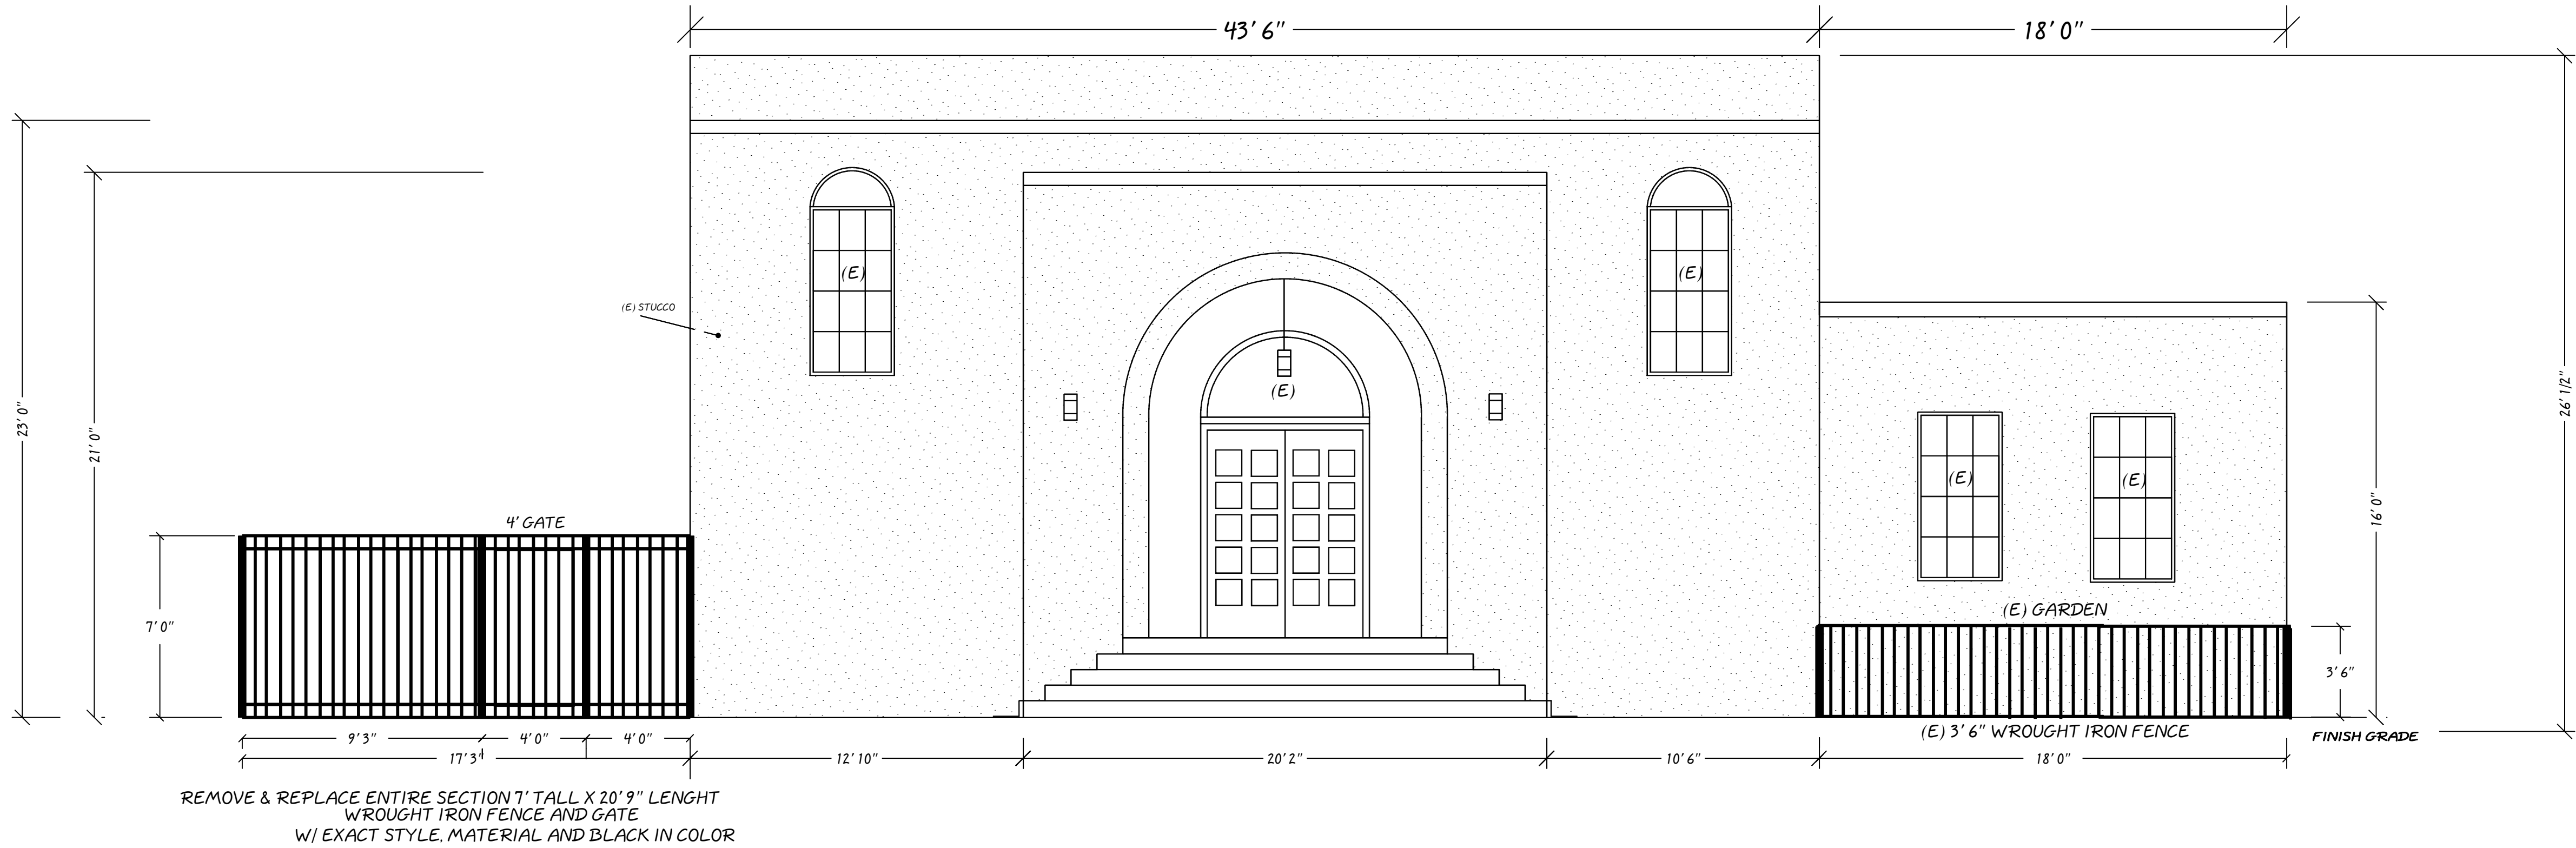 43' 6"
18' 0"
23' 0"
21' 0"
26' 1/2"
(E)
(E)
(E) STUCCO
(E)
16' 0"
(E)
(E)
4' GATE
7' 0"
(E) GARDEN
3' 6"
(E) 3' 6" WROUGHT IRON FENCE
FINISH GRADE
9'3"
4'0"
4'0"
17'3"
12'10"
20'2"
10'6"
18'0"
REMOVE & REPLACE ENTIRE SECTION 7' TALL X 20' 9" LENGHT
WROUGHT IRON FENCE AND GATE
W/ EXACT STYLE, MATERIAL AND BLACK IN COLOR